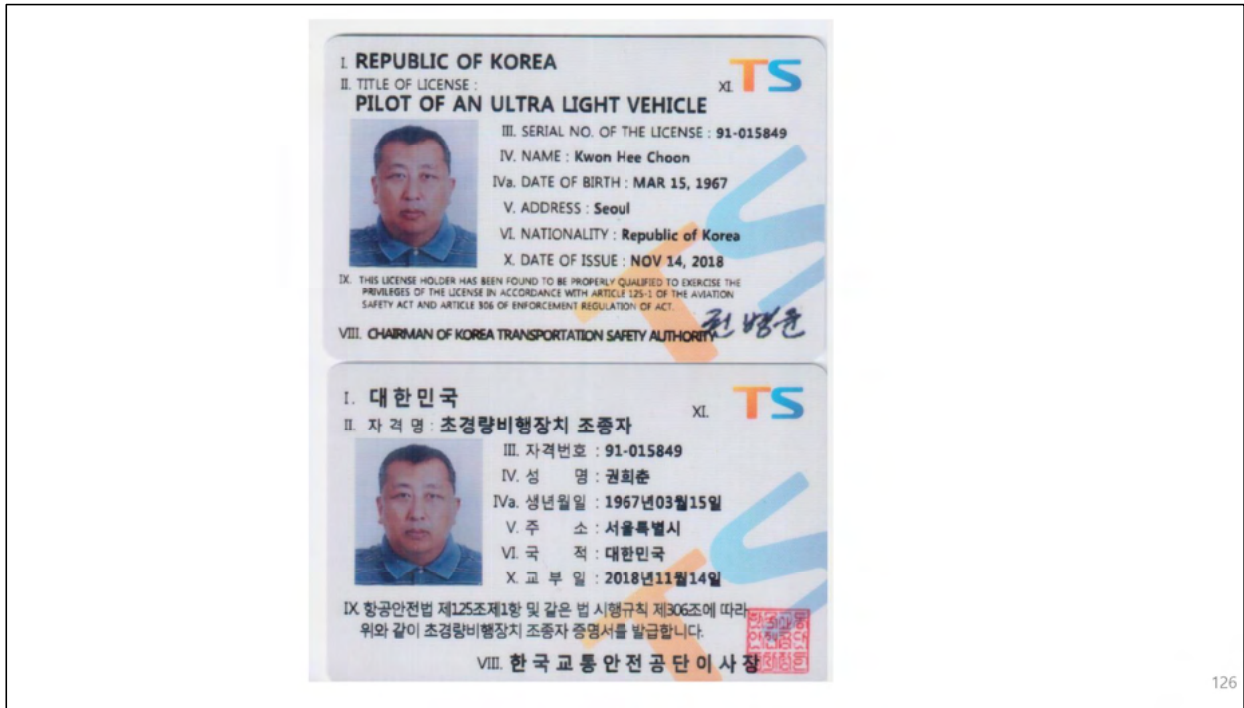 I. REPUBLIC OF KOREA
II. TITLE OF LICENSE :
XI. TS
PILOT OF AN ULTRA LIGHT VEHICLE
III. SERIAL NO. OF THE LICENSE : 91-015849
IV. NAME : Kwon Hee Choon
IVa. DATE OF BIRTH : MAR 15, 1967
V. ADDRESS : Seoul
VI. NATIONALITY : Republic of Korea
X. DATE OF ISSUE : NOV 14, 2018
IX. THIS LICENSE HOLDER HAS BEEN FOUND TO BE PROPERLY QUALIFIED TO EXERCISE THE
PRIVILEGES OF THE LICENSE IN ACCORDANCE WITH ARTICLE 125-1 OF THE AVIATION
SAFETY ACT AND ARTICLE 306 OF ENFORCEMENT REGULATION OF ACT.
VIII. CHAIRMAN OF KOREA TRANSPORTATION SAFETY AUTHORITY
I. 대한민국
XI. TS
II. 자격명 : 초경량비행장치 조종자
III. 자격번호 : 91-015849
IV. 성 명 : 권희춘
IVa. 생년월일 : 1967년03월15일
V. 주 소 : 서울특별시
VI. 국 적 : 대한민국
X. 교 부 일 : 2018년11월14일
IX. 항공안전법 제125조제1항 및 같은 법 시행규칙 제306조에 따라
위와 같이 초경량비행장치 조종자 증명서를 발급합니다.
VIII. 한국교통안전공단이사장
126